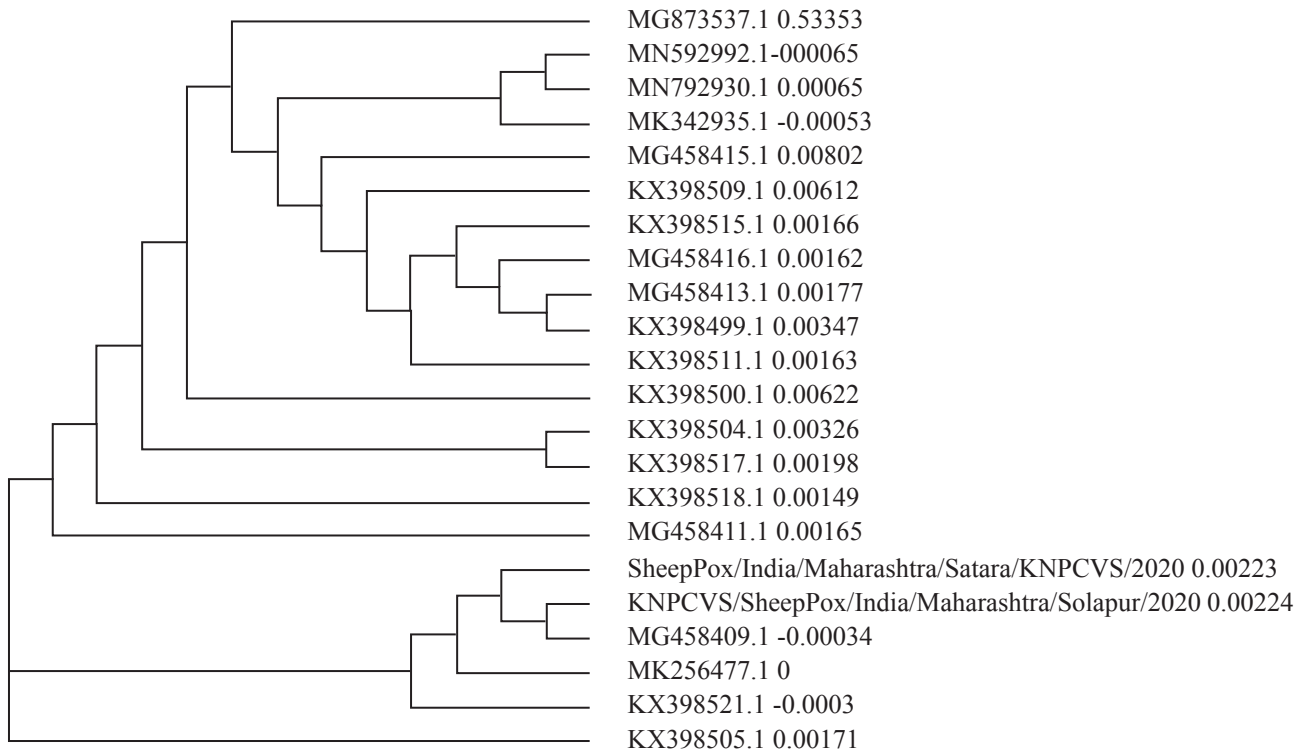 MG873537.1 0.53353
MN592992.1-000065
MN792930.1 0.00065
MK342935.1 -0.00053
MG458415.1 0.00802
KX398509.1 0.00612
KX398515.1 0.00166
MG458416.1 0.00162
MG458413.1 0.00177
KX398499.1 0.00347
KX398511.1 0.00163
KX398500.1 0.00622
KX398504.1 0.00326
KX398517.1 0.00198
KX398518.1 0.00149
MG458411.1 0.00165
SheepPox/India/Maharashtra/Satara/KNPCVS/2020 0.00223
KNPCVS/SheepPox/India/Maharashtra/Solapur/2020 0.00224
MG458409.1 -0.00034
MK256477.1 0
KX398521.1 -0.0003
KX398505.1 0.00171